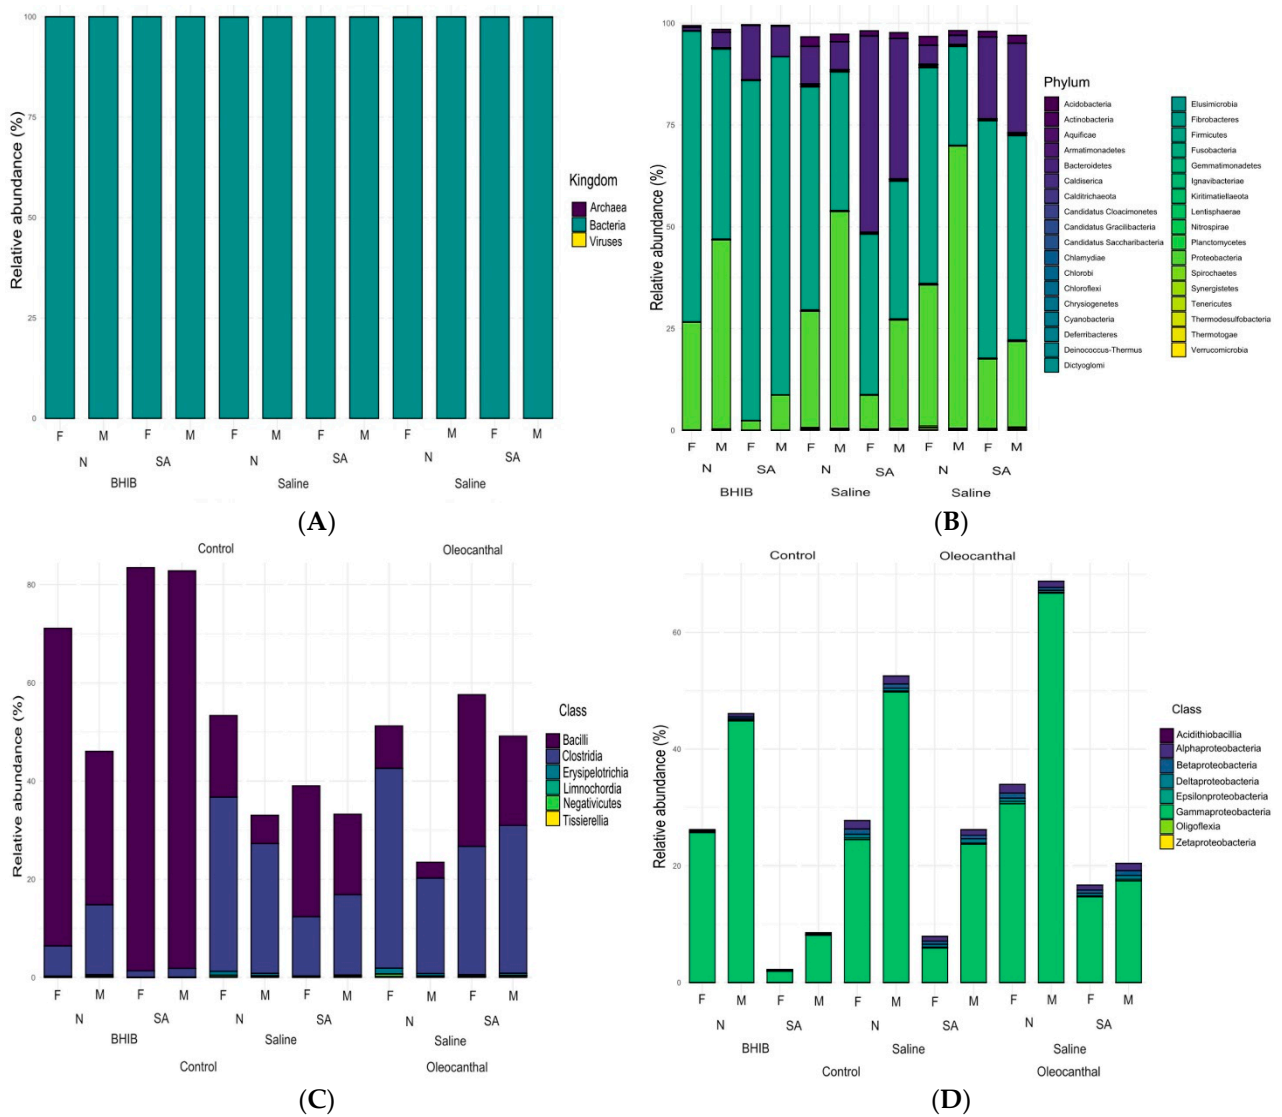 100
75
50
25
0
Relative abundance (%)
F M F M F M F M F M F M
N SA N SA N SA
BHIB Saline Saline
Kingdom
Archaea
Bacteria
Viruses
(A)
Control Oleocanthal
100
75
50
25
0
Relative abundance (%)
F M F M F M F M F M F M
N SA N SA N SA
BHIB Saline Saline
Phylum
Acidobacteria
Actinobacteria
Aquificae
Armatimonadetes
Bacteroidetes
Caldiserica
Calditrichaeota
Candidatus Cloacimonetes
Candidatus Gracilibacteria
Candidatus Saccharibacteria
Chlamydiae
Chlorobi
Chloroflexi
Chrysiogenetes
Cyanobacteria
Deferribacteres
Deinococcus-Thermus
Dictyoglomi
Elusimicrobia
Fibrobacteres
Firmicutes
Fusobacteria
Gemmatimonadetes
Ignavibacteriae
Kiritimatiellaeota
Lentisphaerae
Nitrospirae
Planctomycetes
Proteobacteria
Spirochaetes
Synergistetes
Tenericutes
Thermodesulfobacteria
Thermotogae
Verrucomicrobia
(B)
Control Oleocanthal
80
60
40
20
0
Relative abundance (%)
F M F M F M F M F M F M
N SA N SA N SA
BHIB Saline Saline
Control Oleocanthal
Class
Bacilli
Clostridia
Erysipelotrichia
Limnochordia
Negativicutes
Tissierellia
(C)
60
40
20
0
Relative abundance (%)
F M F M F M F M F M F M
N SA N SA N SA
BHIB Saline Saline
Control Oleocanthal
Class
Acidithiobacillia
Alphaproteobacteria
Betaproteobacteria
Deltaproteobacteria
Epsilonproteobacteria
Gammaproteobacteria
Oligoflexia
Zetaproteobacteria
(D)